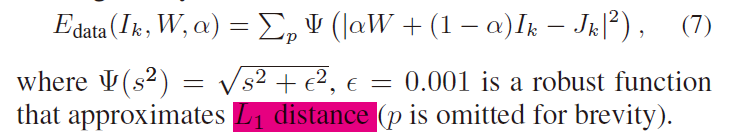 E_data(I_k, W, α) = ∑_p Ψ (|αW + (1 − α)I_k − J_k|²) , (7)
where Ψ(s²) = √(s² + ϵ²), ϵ = 0.001 is a robust function
that approximates L₁ distance (p is omitted for brevity).